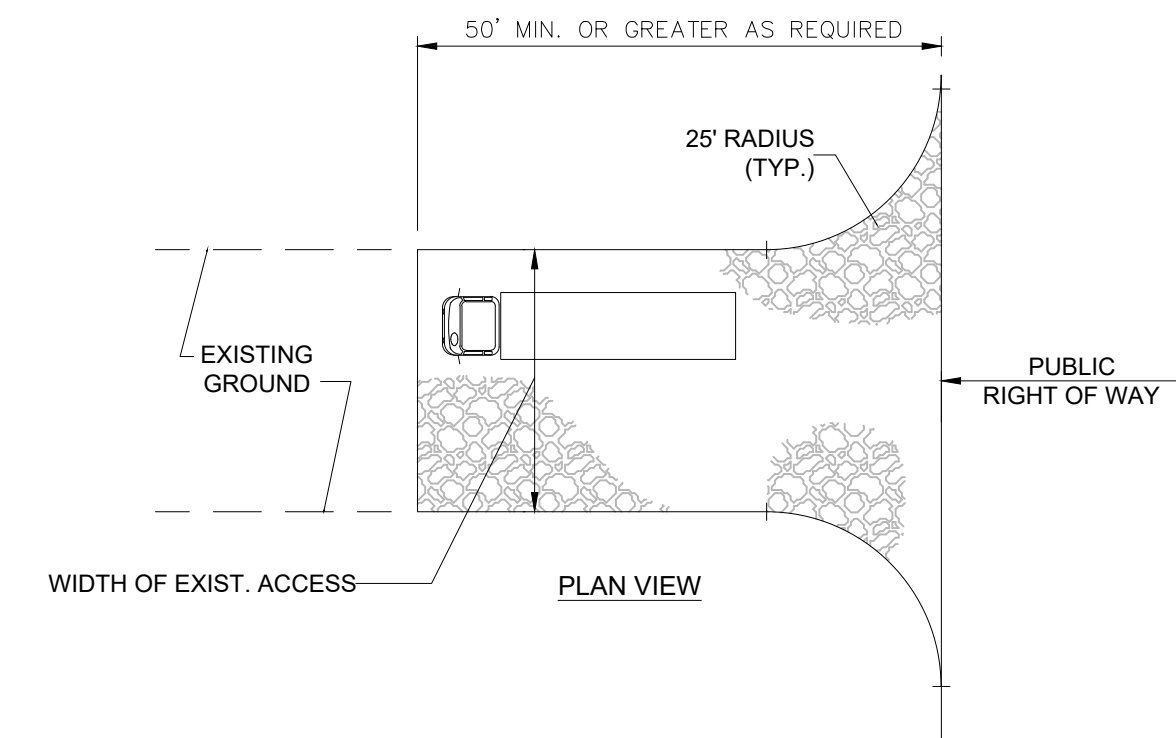 50' MIN. OR GREATER AS REQUIRED
25' RADIUS
(TYP.)
EXISTING
GROUND
PUBLIC
RIGHT OF WAY
WIDTH OF EXIST. ACCESS
PLAN VIEW